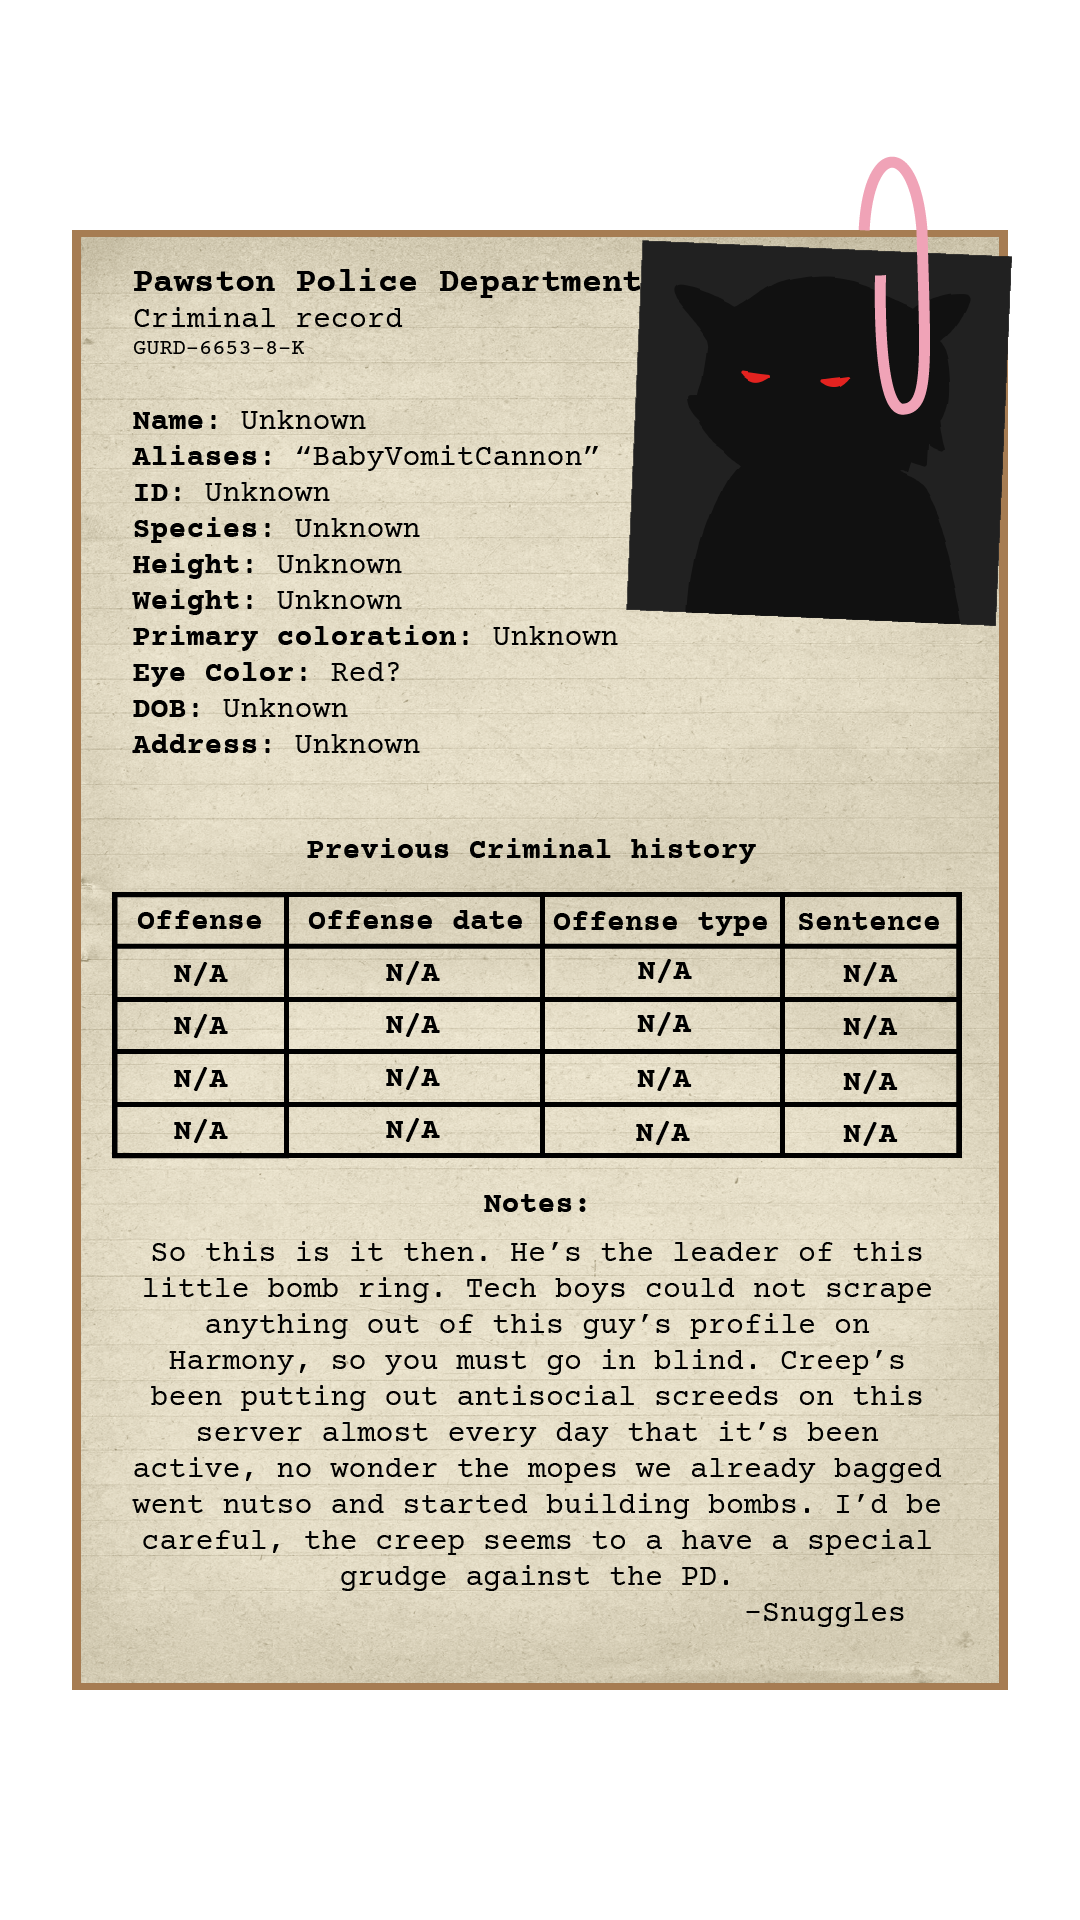 Pawston Police Department
Criminal record
GURD-6653-8-K
Name: Unknown
Aliases: “BabyVomitCannon”
ID: Unknown
Species: Unknown
Height: Unknown
Weight: Unknown
Primary coloration: Unknown
Eye Color: Red?
DOB: Unknown
Address: Unknown
Previous Criminal history
Offense Offense date Offense type Sentence
N/A N/A N/A N/A
N/A N/A N/A N/A
N/A N/A N/A N/A
N/A N/A N/A N/A
Notes:
So this is it then. He’s the leader of this
little bomb ring. Tech boys could not scrape
anything out of this guy’s profile on
Harmony, so you must go in blind. Creep’s
been putting out antisocial screeds on this
server almost every day that it’s been
active, no wonder the mopes we already bagged
went nutso and started building bombs. I’d be
careful, the creep seems to a have a special
grudge against the PD.
-Snuggles